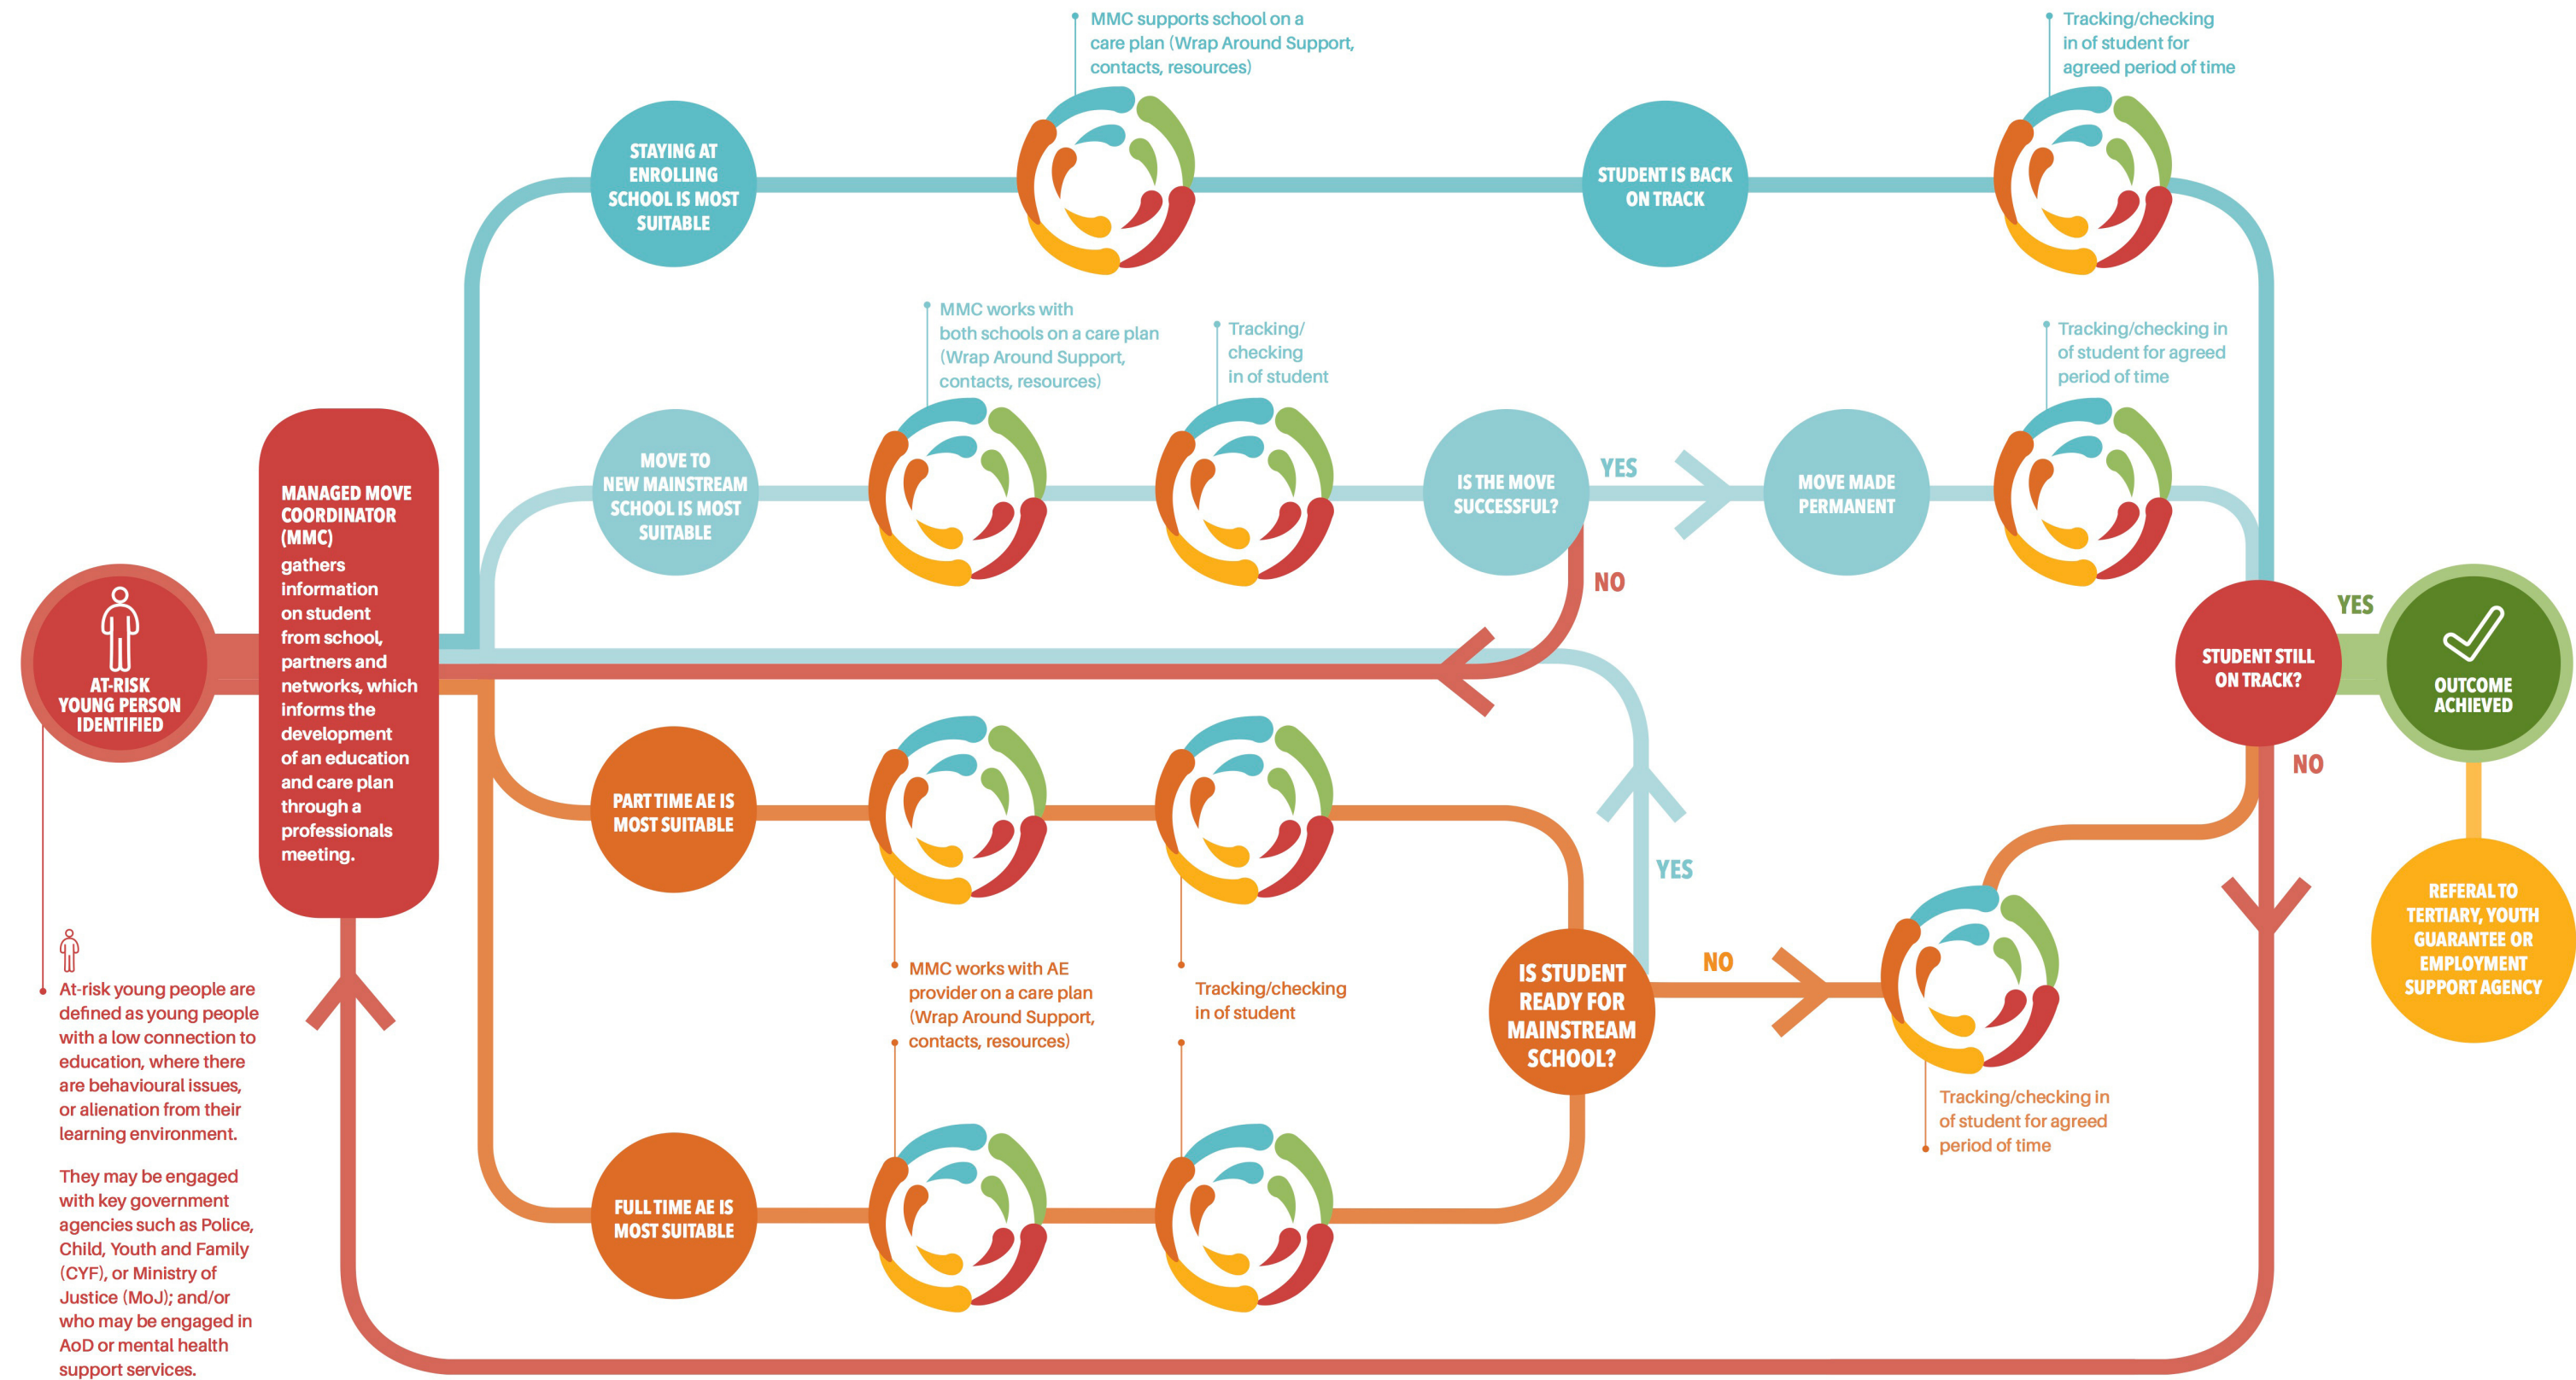 MMC supports school on a
care plan (Wrap Around Support,
contacts, resources)
Tracking/checking
in of student for
agreed period of time
STAYING AT
ENROLLING
SCHOOL IS MOST
SUITABLE
STUDENT IS BACK
ON TRACK
MMC works with
both schools on a care plan
(Wrap Around Support,
contacts, resources)
Tracking/
checking
in of student
Tracking/checking in
of student for agreed
period of time
MOVE TO
NEW MAINSTREAM
SCHOOL IS MOST
SUITABLE
IS THE MOVE
SUCCESSFUL?
YES
NO
MOVE MADE
PERMANENT
MANAGED MOVE
COORDINATOR
(MMC)
gathers
information
on student
from school,
partners and
networks, which
informs the
development
of an education
and care plan
through a
professionals
meeting.
AT-RISK
YOUNG PERSON
IDENTIFIED
STUDENT STILL
ON TRACK?
YES
NO
OUTCOME
ACHIEVED
PART TIME AE IS
MOST SUITABLE
YES
REFERAL TO
TERTIARY, YOUTH
GUARANTEE OR
EMPLOYMENT
SUPPORT AGENCY
MMC works with AE
provider on a care plan
(Wrap Around Support,
contacts, resources)
Tracking/checking
in of student
IS STUDENT
READY FOR
MAINSTREAM
SCHOOL?
NO
At-risk young people are
defined as young people
with a low connection to
education, where there
are behavioural issues,
or alienation from their
learning environment.
They may be engaged
with key government
agencies such as Police,
Child, Youth and Family
(CYF), or Ministry of
Justice (MoJ); and/or
who may be engaged in
AoD or mental health
support services.
Tracking/checking in
of student for agreed
period of time
FULL TIME AE IS
MOST SUITABLE